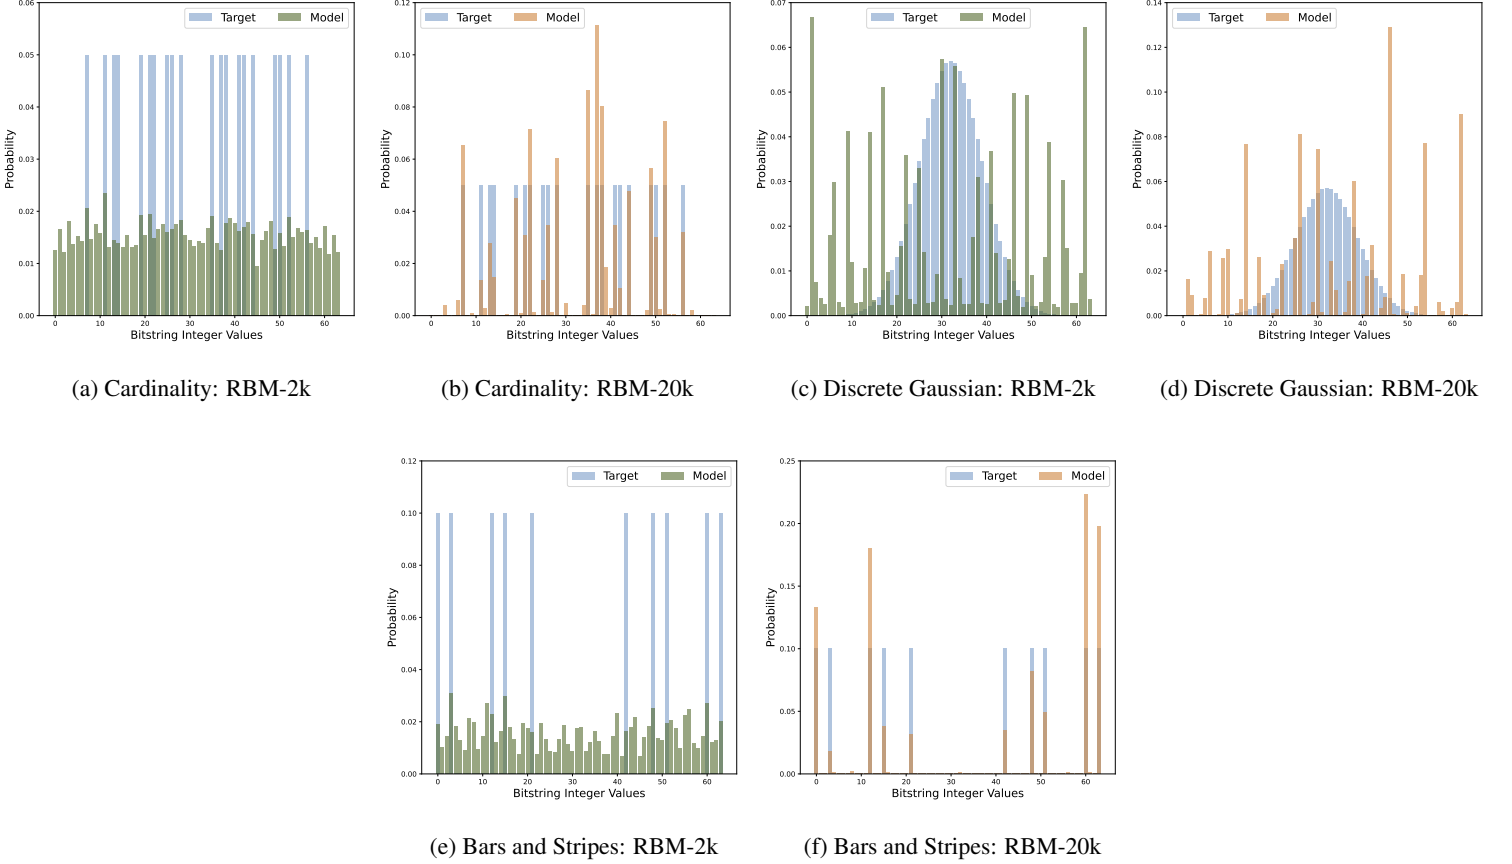 Target Model
0.06
0.05
0.04
0.03
0.02
0.01
0.00
Probability
0 10 20 30 40 50 60
Bitstring Integer Values
(a) Cardinality: RBM-2k
Target Model
0.12
0.10
0.08
0.06
0.04
0.02
0.00
Probability
0 10 20 30 40 50 60
Bitstring Integer Values
(b) Cardinality: RBM-20k
Target Model
0.07
0.06
0.05
0.04
0.03
0.02
0.01
0.00
Probability
0 10 20 30 40 50 60
Bitstring Integer Values
(c) Discrete Gaussian: RBM-2k
Target Model
0.14
0.12
0.10
0.08
0.06
0.04
0.02
0.00
Probability
0 10 20 30 40 50 60
Bitstring Integer Values
(d) Discrete Gaussian: RBM-20k
Target Model
0.12
0.10
0.08
0.06
0.04
0.02
0.00
Probability
0 10 20 30 40 50 60
Bitstring Integer Values
(e) Bars and Stripes: RBM-2k
Target Model
0.25
0.20
0.15
0.10
0.05
0.00
Probability
0 10 20 30 40 50 60
Bitstring Integer Values
(f) Bars and Stripes: RBM-20k